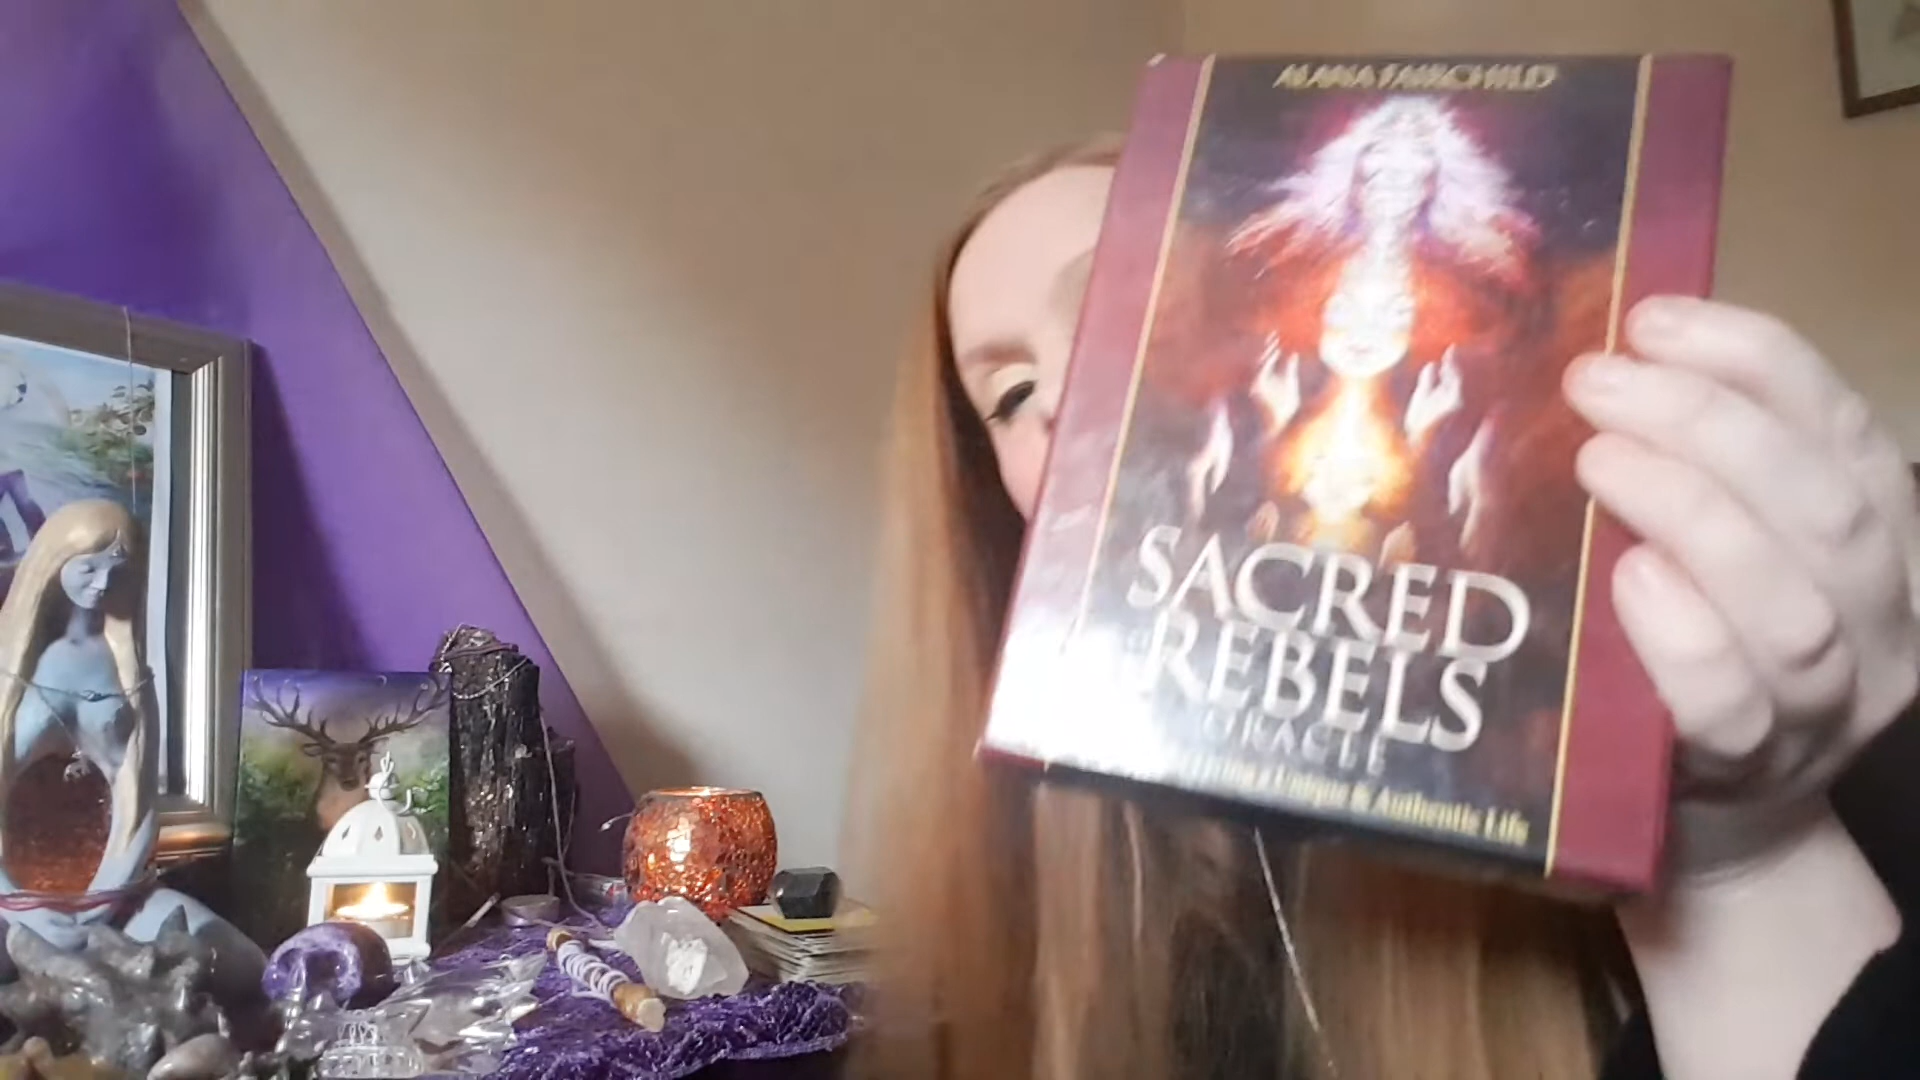 ALANA FAIRCHILD
SACRED
REBELS
ORACLE
a Unique & Authentic Life